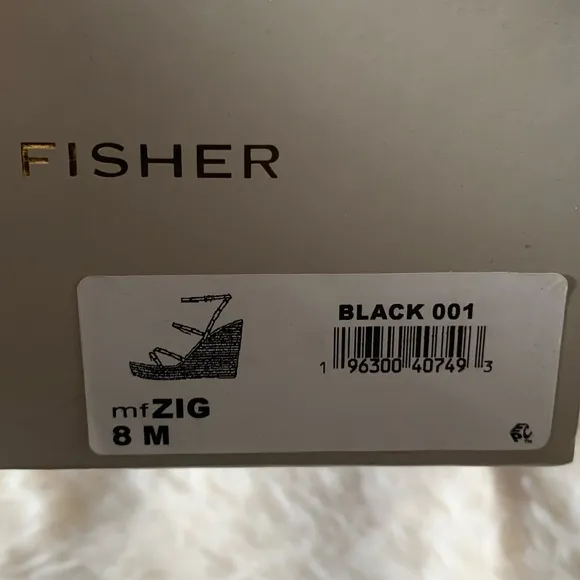 FISHER
BLACK 001
1 96300 40749 3
mfZIG
8 M